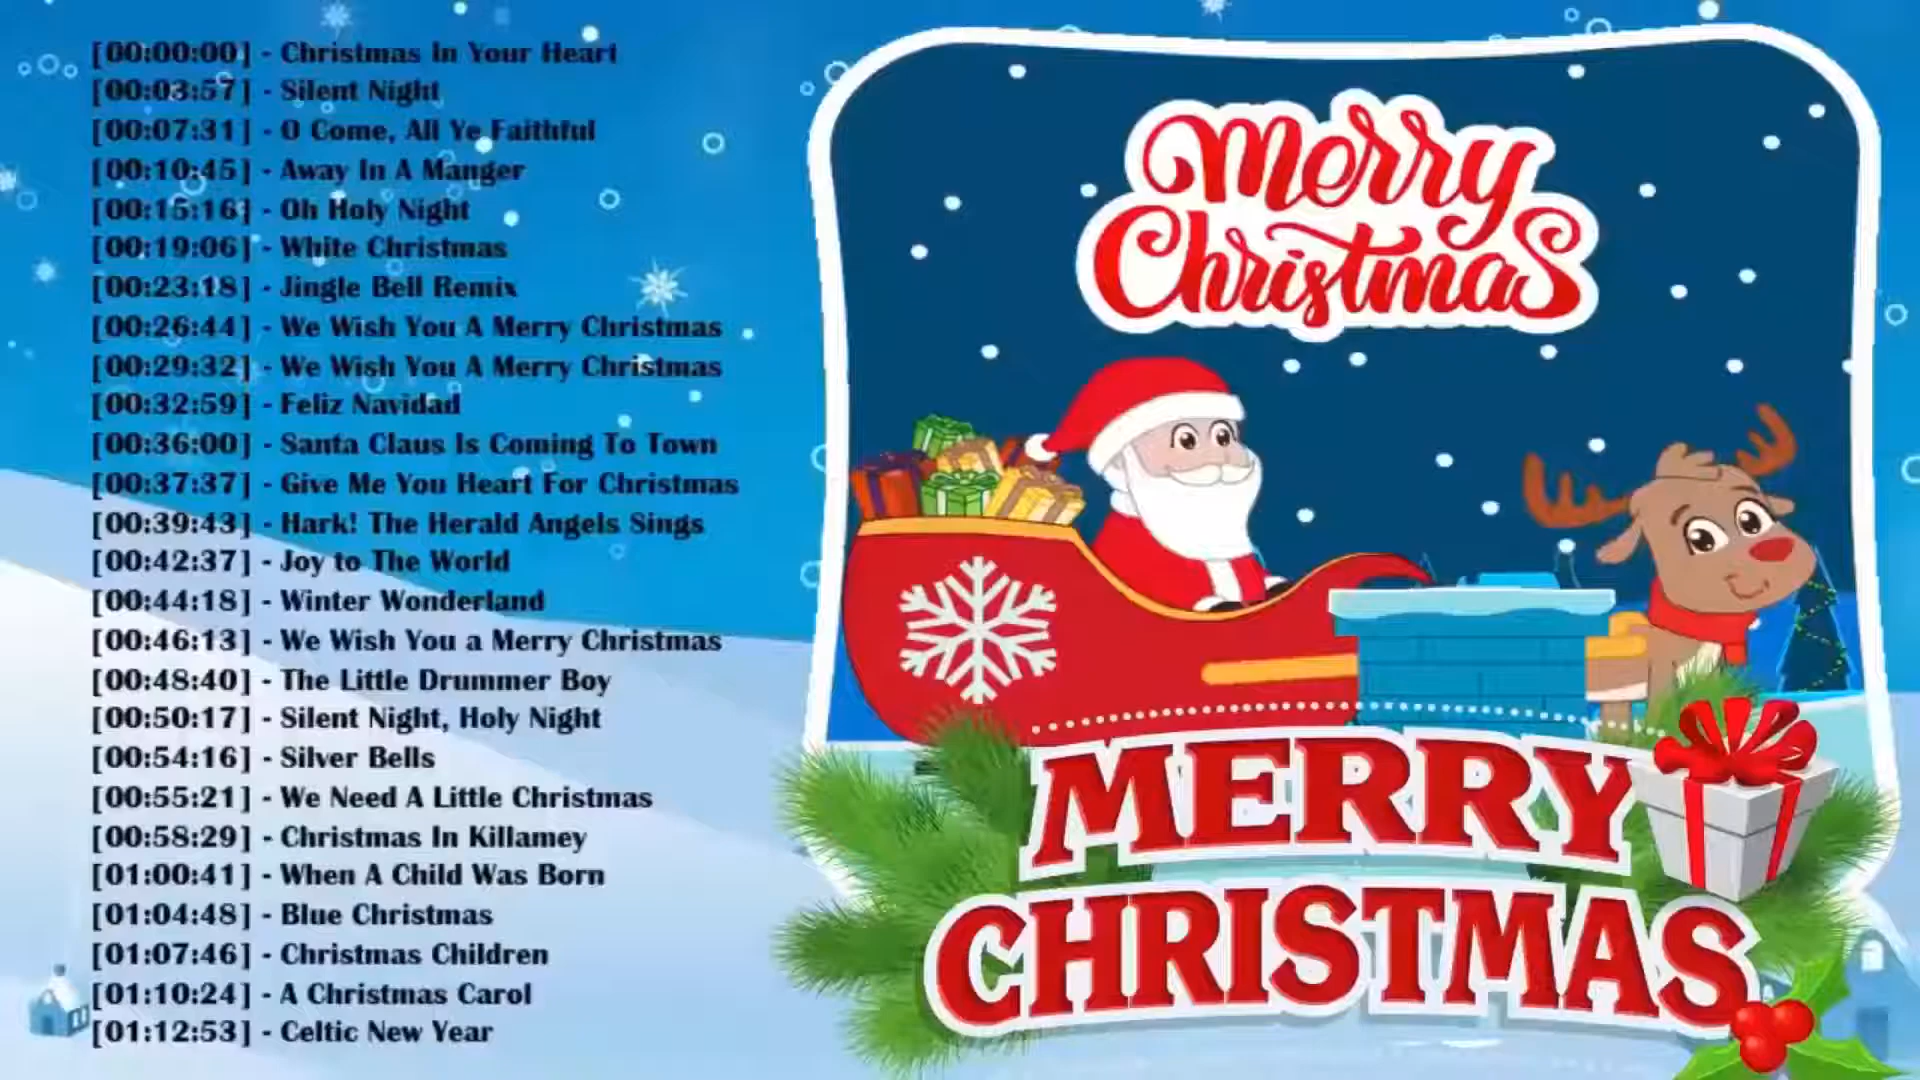 [00:00:00] - Christmas In Your Heart
[00:03:57] - Silent Night
[00:07:31] - O Come, All Ye Faithful
[00:10:45] - Away In A Manger
[00:15:16] - Oh Holy Night
[00:19:06] - White Christmas
[00:23:18] - Jingle Bell Remix
[00:26:44] - We Wish You A Merry Christmas
[00:29:32] - We Wish You A Merry Christmas
[00:32:59] - Feliz Navidad
[00:36:00] - Santa Claus Is Coming To Town
[00:37:37] - Give Me You Heart For Christmas
[00:39:43] - Hark! The Herald Angels Sings
[00:42:37] - Joy to The World
[00:44:18] - Winter Wonderland
[00:46:13] - We Wish You a Merry Christmas
[00:48:40] - The Little Drummer Boy
[00:50:17] - Silent Night, Holy Night
[00:54:16] - Silver Bells
[00:55:21] - We Need A Little Christmas
[00:58:29] - Christmas In Killamey
[01:00:41] - When A Child Was Born
[01:04:48] - Blue Christmas
[01:07:46] - Christmas Children
[01:10:24] - A Christmas Carol
[01:12:53] - Celtic New Year
Merry
Christmas
MERRY
CHRISTMAS